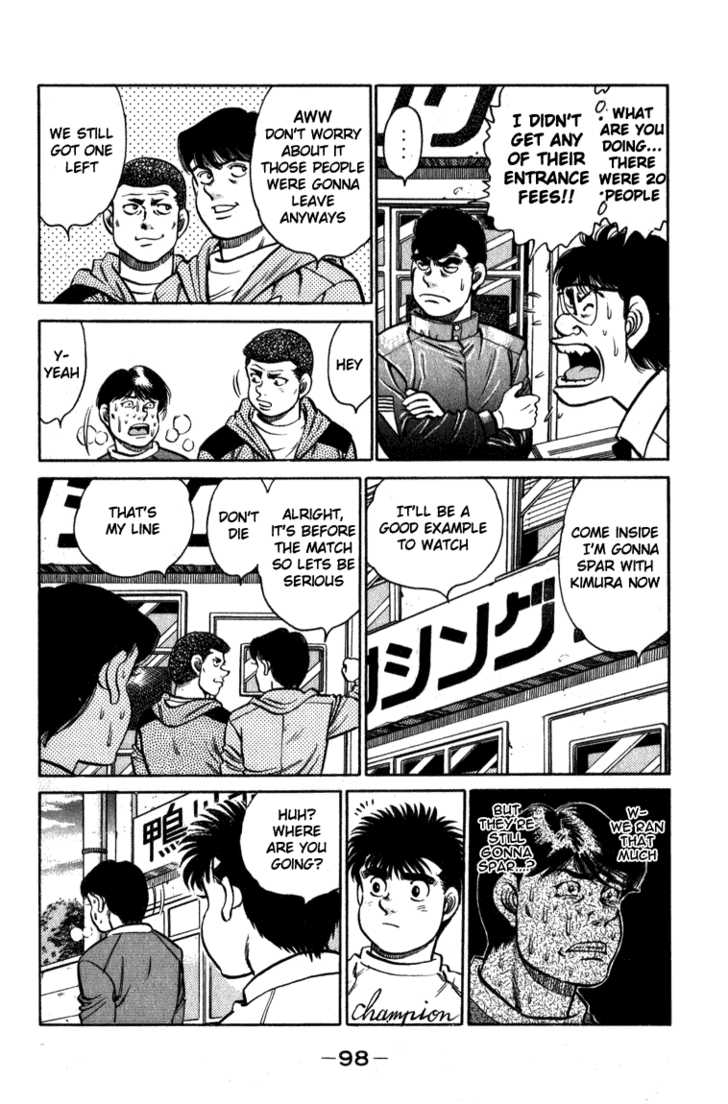 WHAT
ARE YOU
DOING...
THERE
WERE 20
PEOPLE
I DIDN'T
GET ANY
OF THEIR
ENTRANCE
FEES!!
...
AWW
DON'T WORRY
ABOUT IT
THOSE PEOPLE
WERE GONNA
LEAVE
ANYWAYS
WE STILL
GOT ONE
LEFT
HEY
Y-
YEAH
COME INSIDE
I'M GONNA
SPAR WITH
KIMURA NOW
IT'LL BE A
GOOD EXAMPLE
TO WATCH
クシング
ALRIGHT,
IT'S BEFORE
THE MATCH
SO LETS BE
SERIOUS
DON'T
DIE
THAT'S
MY LINE
W-
WE RAN
THAT
MUCH
BUT
THEY'RE
STILL
GONNA
SPAR...?
Champion
HUH?
WHERE
ARE YOU
GOING?
鴨川
-98-